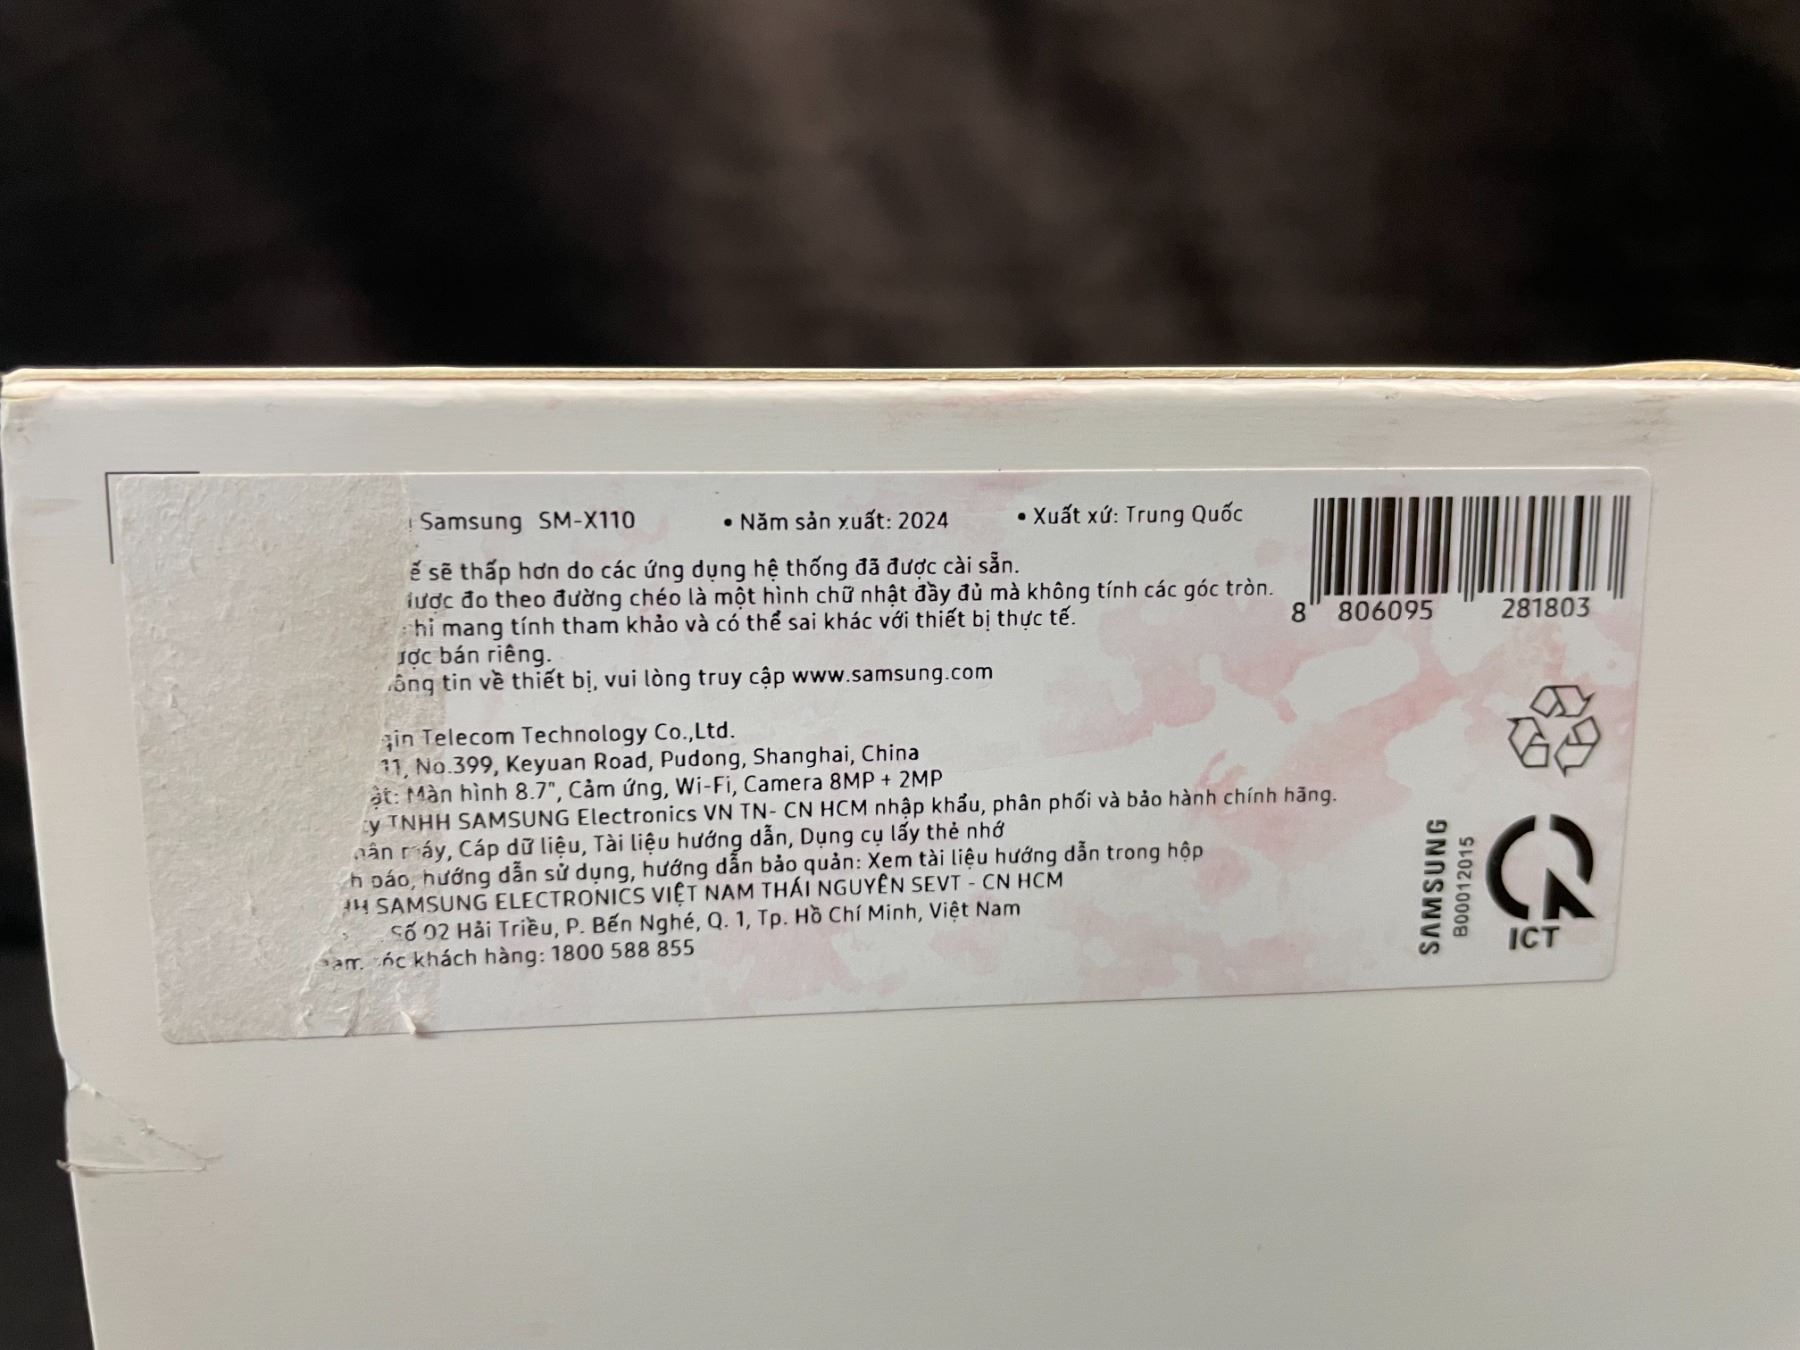 Samsung SM-X110 • Năm sản xuất: 2024 • Xuất xứ: Trung Quốc
sẽ thấp hơn do các ứng dụng hệ thống đã được cài sẵn.
đo theo đường chéo là một hình chữ nhật đầy đủ mà không tính các góc tròn.
mang tính tham khảo và có thể sai khác với thiết bị thực tế.
bán riêng.
tin về thiết bị, vui lòng truy cập www.samsung.com
8 806095 281803
Telecom Technology Co.,Ltd.
11, No.399, Keyuan Road, Pudong, Shanghai, China
Màn hình 8.7", Cảm ứng, Wi-Fi, Camera 8MP + 2MP
TNHH SAMSUNG Electronics VN TN- CN HCM nhập khẩu, phân phối và bảo hành chính hãng.
máy, Cáp dữ liệu, Tài liệu hướng dẫn, Dụng cụ lấy thẻ nhớ
báo, hướng dẫn sử dụng, hướng dẫn bảo quản: Xem tài liệu hướng dẫn trong hộp
SAMSUNG ELECTRONICS VIỆT NAM THÁI NGUYÊN SEVT - CN HCM
Số 02 Hải Triều, P. Bến Nghé, Q. 1, Tp. Hồ Chí Minh, Việt Nam
khách hàng: 1800 588 855
SAMSUNG
B00012015
ICT